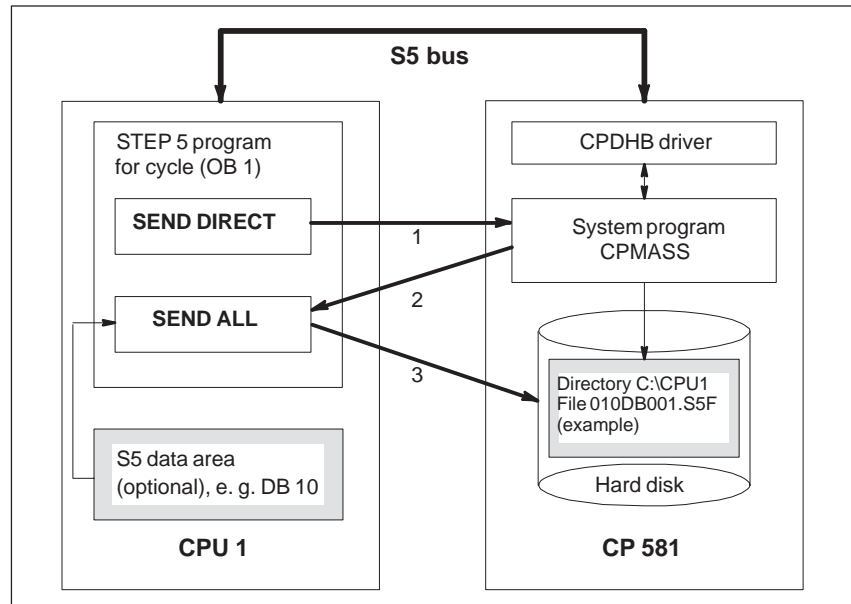 S5 bus
STEP 5 program
for cycle (OB 1)
SEND DIRECT
SEND ALL
S5 data area
(optional), e. g. DB 10
CPU 1
1
2
3
CPDHB driver
System program
CPMASS
Directory C:\CPU1
File 010DB001.S5F
(example)
Hard disk
CP 581